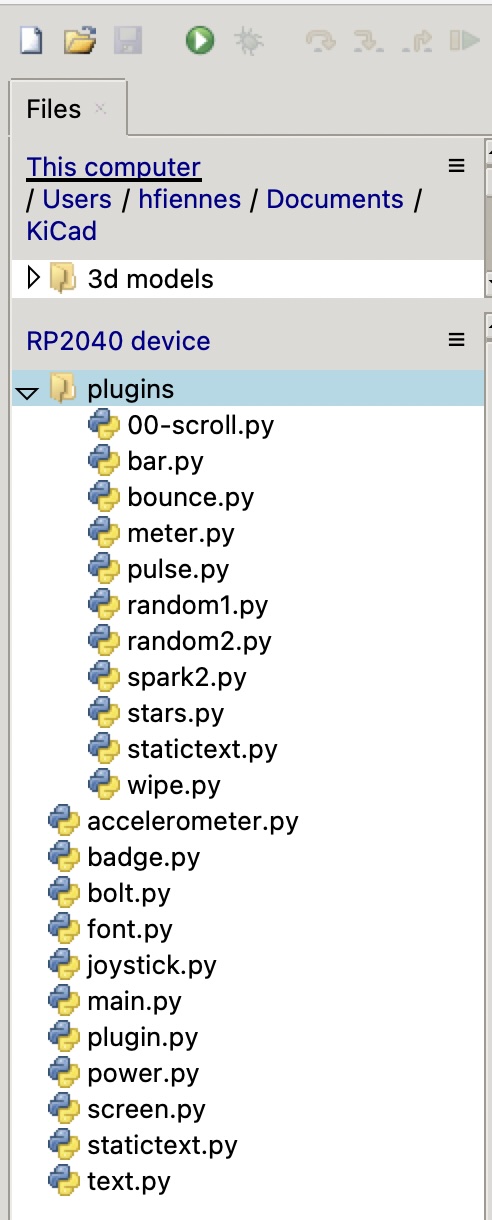 Files
This computer
/ Users / hfiennes / Documents /
KiCad
3d models
RP2040 device
plugins
00-scroll.py
bar.py
bounce.py
meter.py
pulse.py
random1.py
random2.py
spark2.py
stars.py
statictext.py
wipe.py
accelerometer.py
badge.py
bolt.py
font.py
joystick.py
main.py
plugin.py
power.py
screen.py
statictext.py
text.py